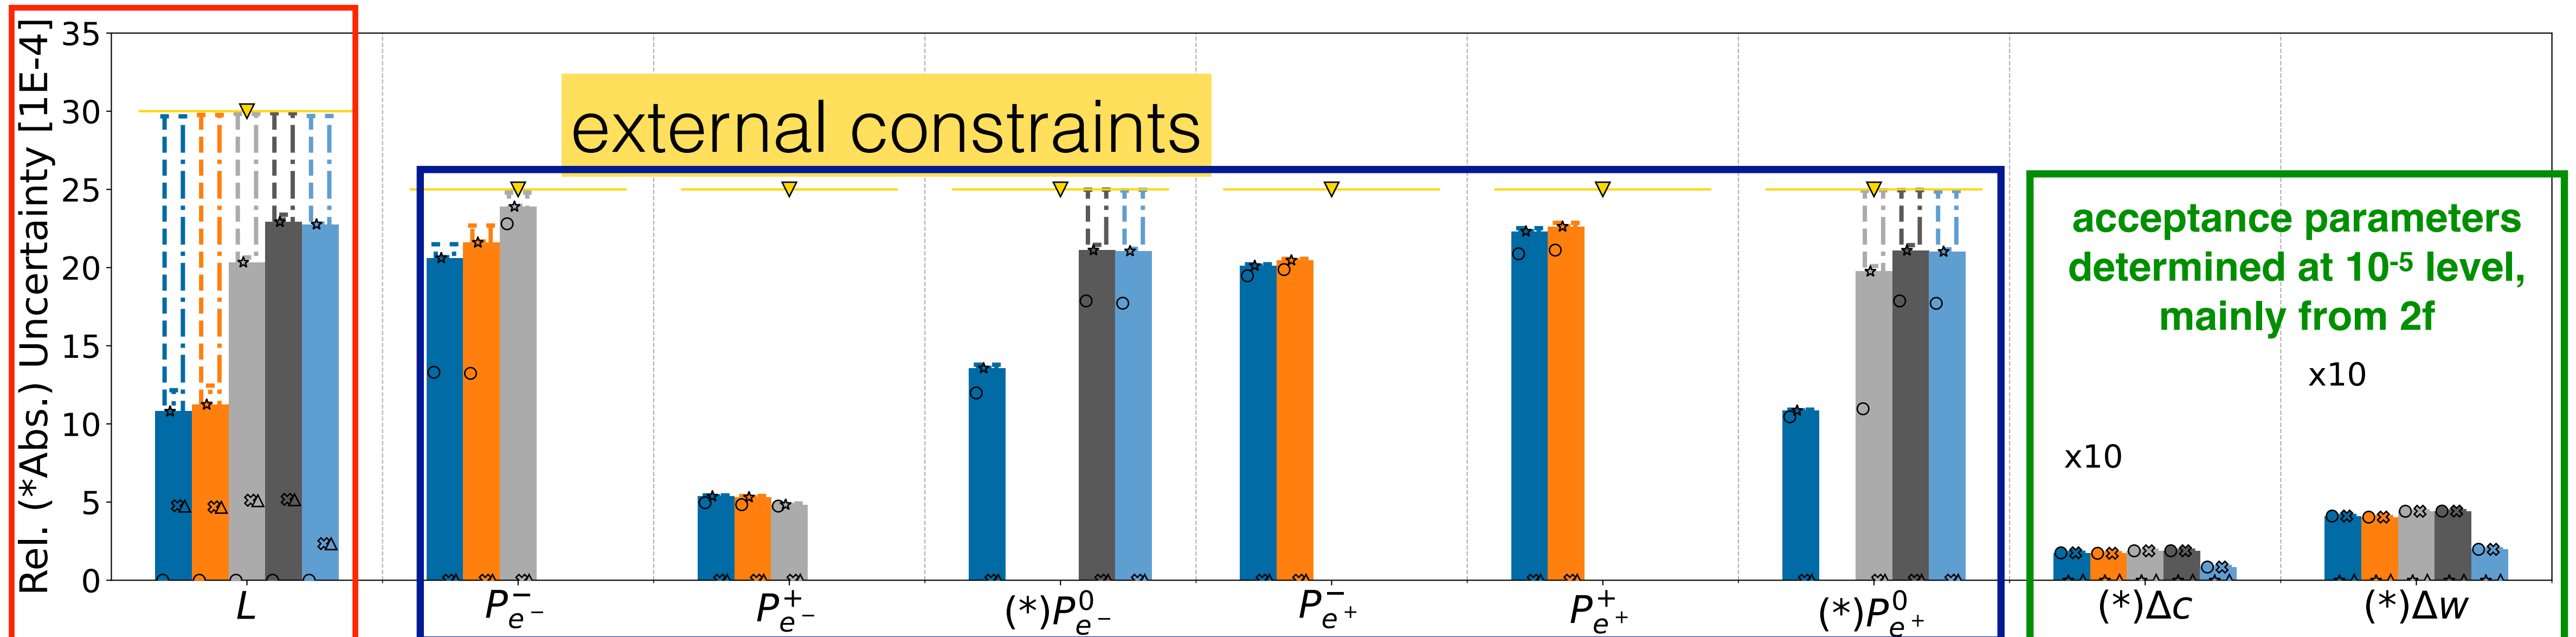 Rel. (*Abs.) Uncertainty [1E-4]
35
30
25
20
15
10
5
0
external constraints
acceptance parameters
determined at 10⁻⁵ level,
mainly from 2f
x10
x10
L
P⁻ₑ₋
P⁺ₑ₋
(*)P⁰ₑ₋
P⁻ₑ₊
P⁺ₑ₊
(*)P⁰ₑ₊
(*)Δc
(*)Δw